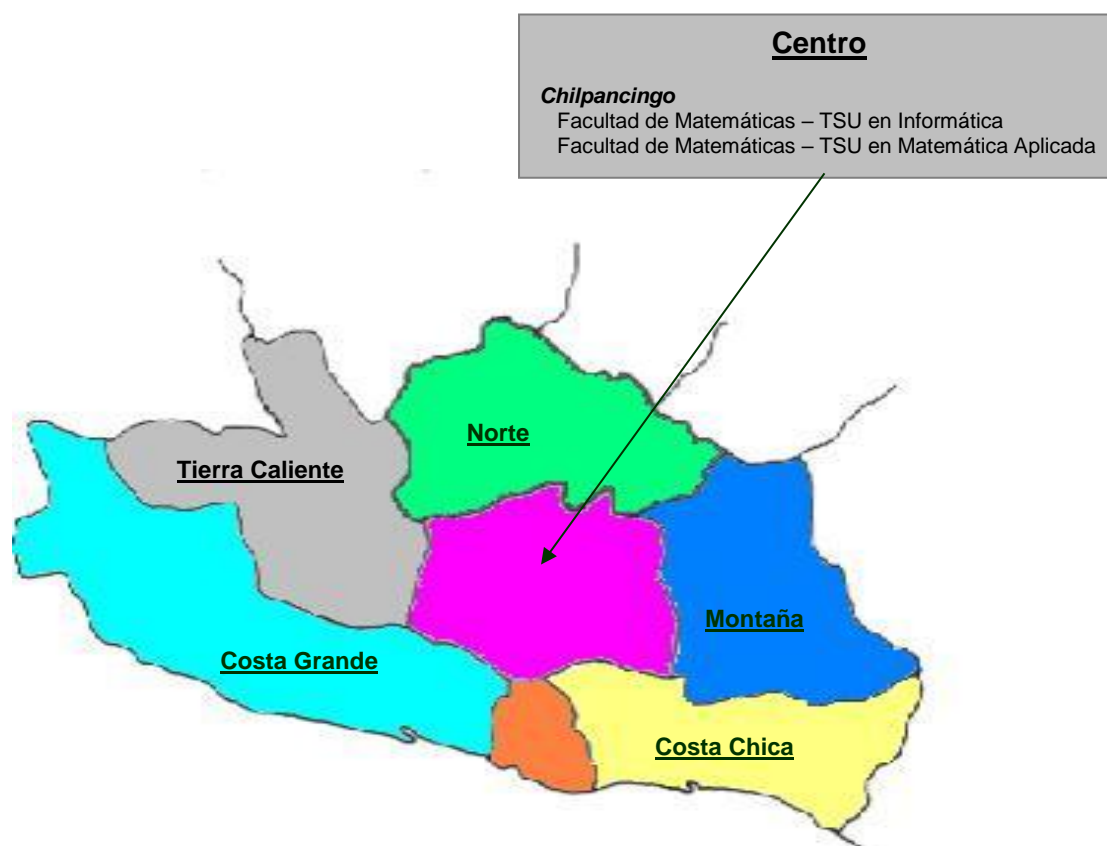 Centro
Chilpancingo
Facultad de Matemáticas – TSU en Informática
Facultad de Matemáticas – TSU en Matemática Aplicada
Norte
Tierra Caliente
Montaña
Costa Grande
Costa Chica